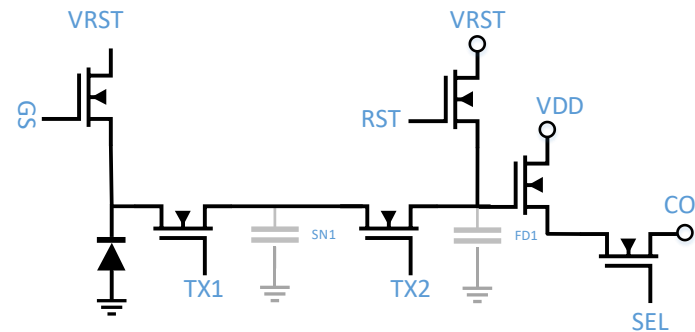 VRST
VRST
GS
RST
VDD
CO
SN1
FD1
TX1
TX2
SEL